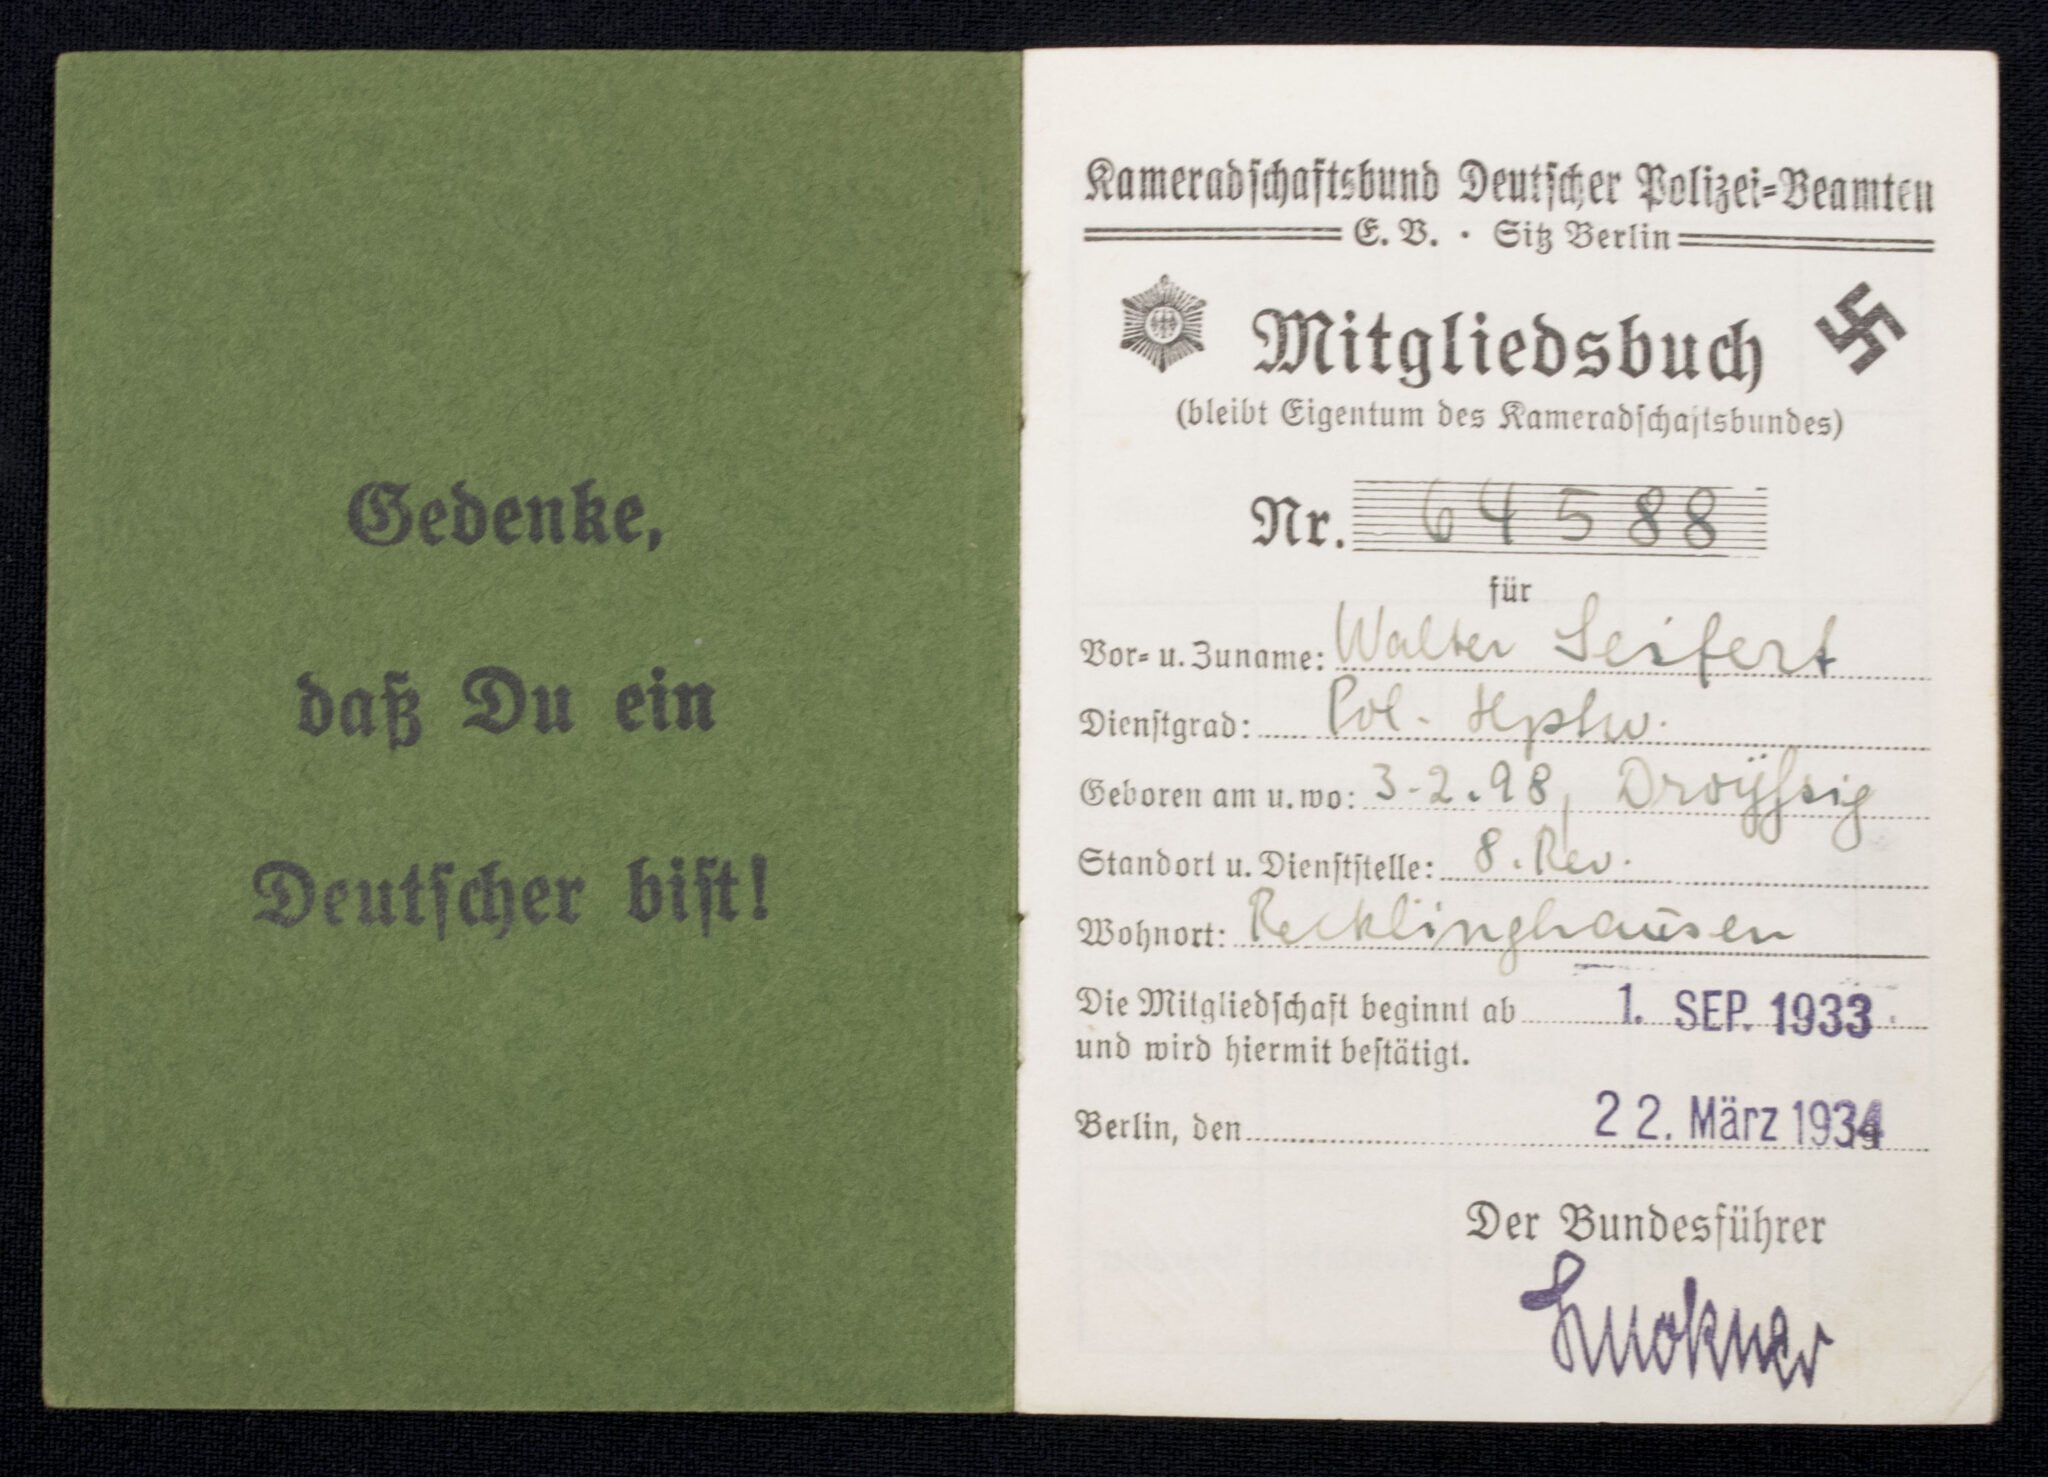 Gedenke,
daß Du ein
Deutscher bist!
Kameradschaftsbund Deutscher Polizei=Beamten
E. V. · Sitz Berlin
Mitgliedsbuch
(bleibt Eigentum des Kameradschaftsbundes)
Nr. 64588
für
Vor= u. Zuname: Walter Seifert
Dienstgrad: Pol.- Hptw.
Geboren am u. wo: 3-2.98, Droyßig
Standort u. Dienststelle: 8. Rev.
Wohnort: Recklinghausen
Die Mitgliedschaft beginnt ab 1. SEP. 1933
und wird hiermit bestätigt.
Berlin, den 22. März 1934
Der Bundesführer